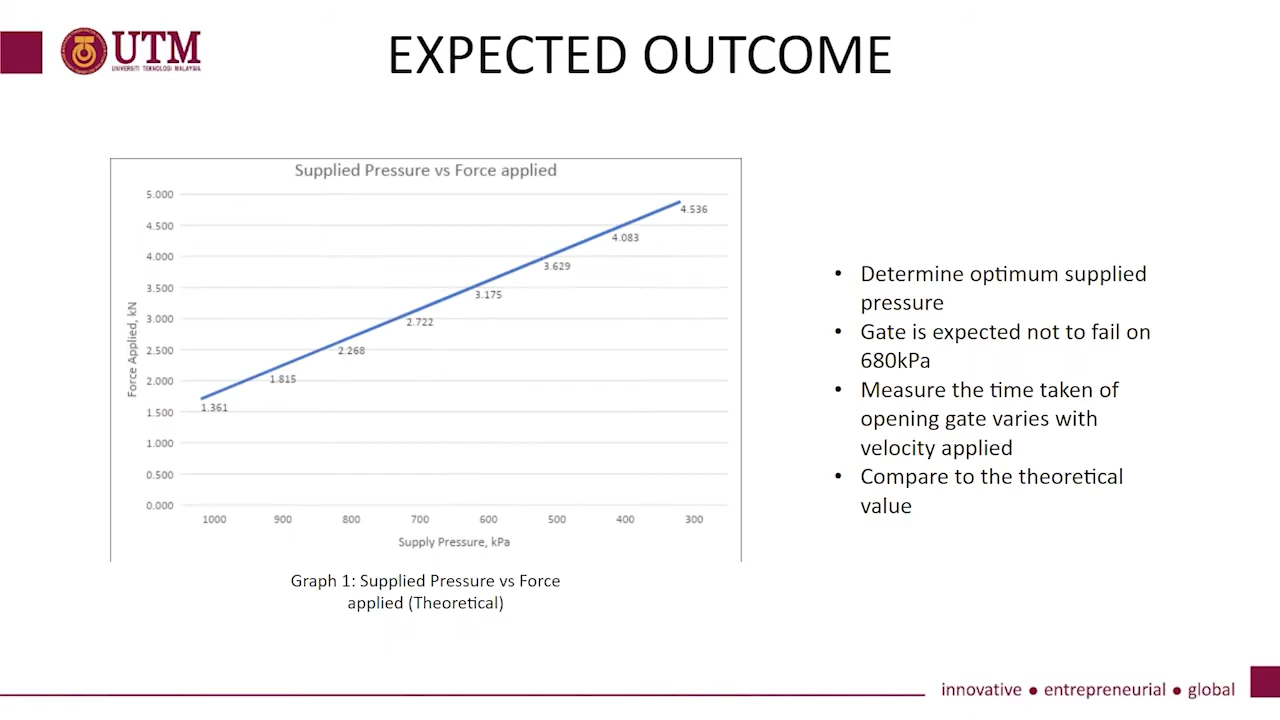 UTM
UNIVERSITI TEKNOLOGI MALAYSIA
EXPECTED OUTCOME
Supplied Pressure vs Force applied
Force Applied, kN
5.000
4.500
4.000
3.500
3.000
2.500
2.000
1.500
1.000
0.500
0.000
4.536
4.083
3.629
3.175
2.722
2.268
1.815
1.361
1000 900 800 700 600 500 400 300
Supply Pressure, kPa
Graph 1: Supplied Pressure vs Force
applied (Theoretical)
• Determine optimum supplied
pressure
• Gate is expected not to fail on
680kPa
• Measure the time taken of
opening gate varies with
velocity applied
• Compare to the theoretical
value
innovative ● entrepreneurial ● global